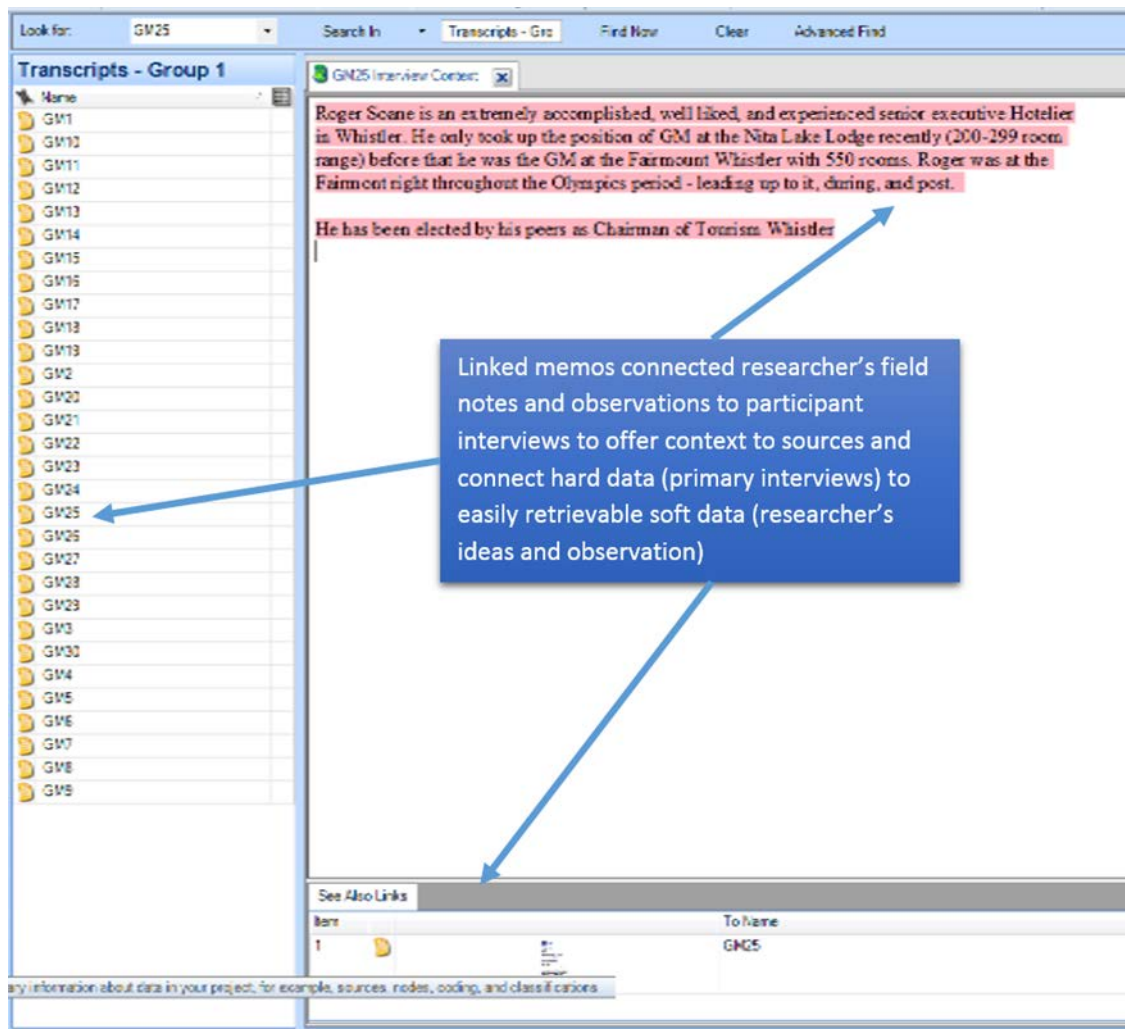 Look for: GM25 Search In Transcripts - Gro Find Now Clear Advanced Find
Transcripts - Group 1
Name
GM1
GM10
GM11
GM12
GM13
GM14
GM15
GM16
GM17
GM18
GM19
GM2
GM20
GM21
GM22
GM23
GM24
GM25
GM26
GM27
GM28
GM29
GM3
GM30
GM4
GM5
GM6
GM7
GM8
GM9
GM25 Interview Context
Roger Soane is an extremely accomplished, well liked, and experienced senior executive Hotelier
in Whistler. He only took up the position of GM at the Nita Lake Lodge recently (200-299 room
range) before that he was the GM at the Fairmount Whistler with 550 rooms. Roger was at the
Fairmont right throughout the Olympics period - leading up to it, during, and post.
He has been elected by his peers as Chairman of Tourism Whistler
Linked memos connected researcher's field
notes and observations to participant
interviews to offer context to sources and
connect hard data (primary interviews) to
easily retrievable soft data (researcher's
ideas and observation)
See Also Links
Item To Name
1 GM25
ary information about data in your project, for example, sources, nodes, coding, and classifications